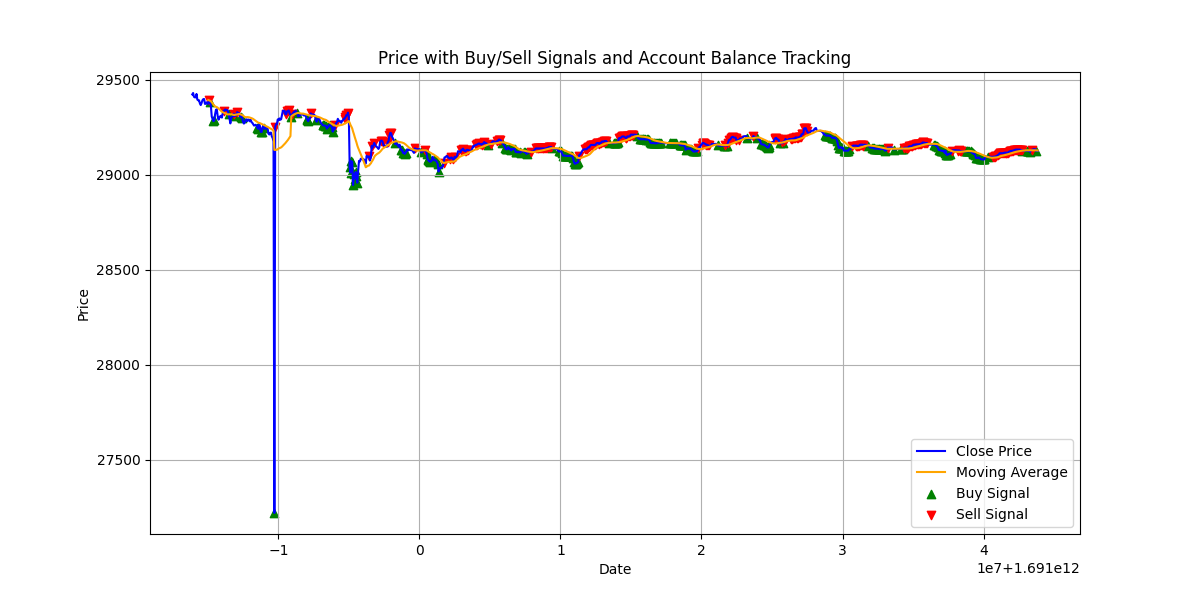 Price with Buy/Sell Signals and Account Balance Tracking
29500
29000
28500
28000
27500
Price
Close Price
Moving Average
Buy Signal
Sell Signal
−1 0 1 2 3 4
Date
1e7+1.691e12